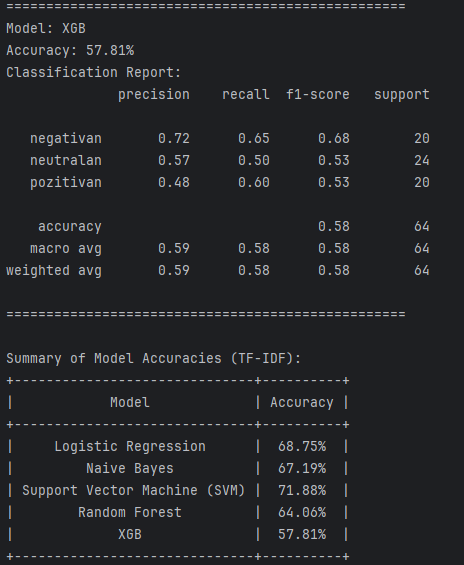 ==================================================
Model: XGB
Accuracy: 57.81%
Classification Report:
              precision    recall  f1-score   support

   negativan       0.72      0.65      0.68        20
   neutralan       0.57      0.50      0.53        24
   pozitivan       0.48      0.60      0.53        20

    accuracy                           0.58        64
   macro avg       0.59      0.58      0.58        64
weighted avg       0.59      0.58      0.58        64

==================================================

Summary of Model Accuracies (TF-IDF):
+------------------------------+----------+
|            Model             | Accuracy |
+------------------------------+----------+
|     Logistic Regression      |  68.75%  |
|         Naive Bayes          |  67.19%  |
| Support Vector Machine (SVM) |  71.88%  |
|        Random Forest         |  64.06%  |
|             XGB              |  57.81%  |
+------------------------------+----------+